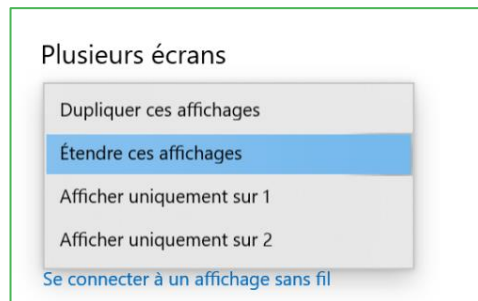 Plusieurs écrans
Dupliquer ces affichages
Étendre ces affichages
Afficher uniquement sur 1
Afficher uniquement sur 2
Se connecter à un affichage sans fil